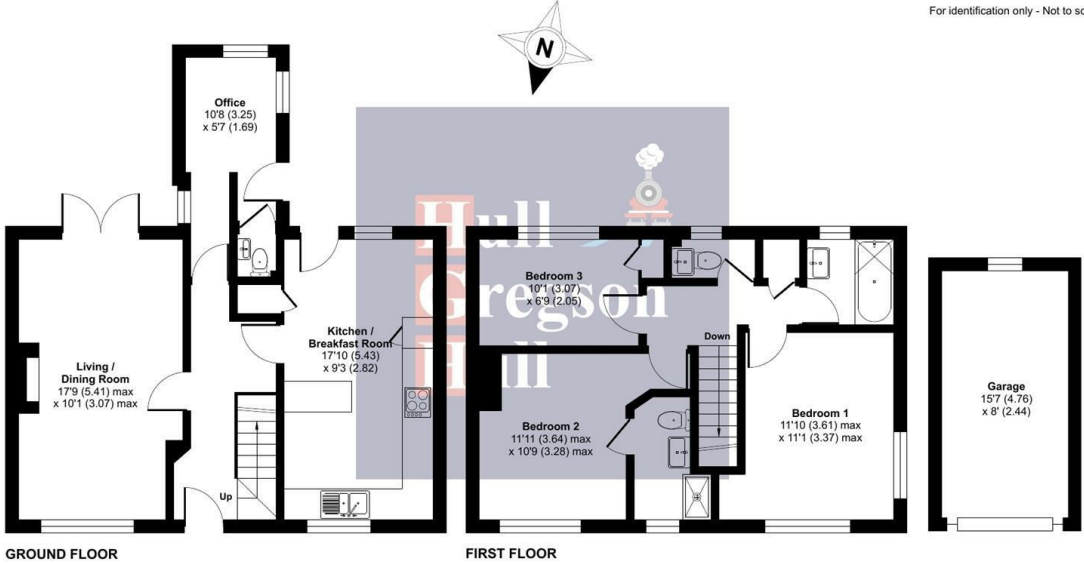 For identification only - Not to sc
N
Office
10'8 (3.25)
x 5'7 (1.69)
Living /
Dining Room
17'9 (5.41) max
x 10'1 (3.07) max
Kitchen /
Breakfast Room
17'10 (5.43)
x 9'3 (2.82)
Up
GROUND FLOOR
Hull
Gregson
Hull
Bedroom 3
10'1 (3.07)
x 6'9 (2.05)
Bedroom 2
11'11 (3.64) max
x 10'9 (3.28) max
Down
Bedroom 1
11'10 (3.61) max
x 11'1 (3.37) max
FIRST FLOOR
Garage
15'7 (4.76)
x 8' (2.44)